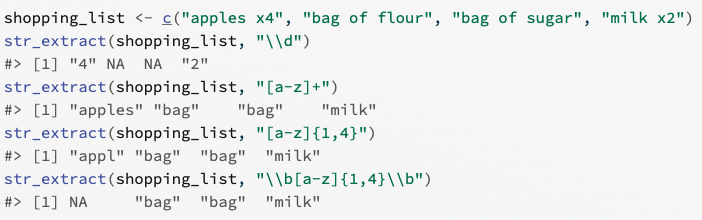 shopping_list <- c("apples x4", "bag of flour", "bag of sugar", "milk x2")
str_extract(shopping_list, "\\d")
#> [1] "4" NA  NA  "2"
str_extract(shopping_list, "[a-z]+")
#> [1] "apples" "bag"    "bag"    "milk"
str_extract(shopping_list, "[a-z]{1,4}")
#> [1] "appl" "bag"  "bag"  "milk"
str_extract(shopping_list, "\\b[a-z]{1,4}\\b")
#> [1] NA     "bag"  "bag"  "milk"